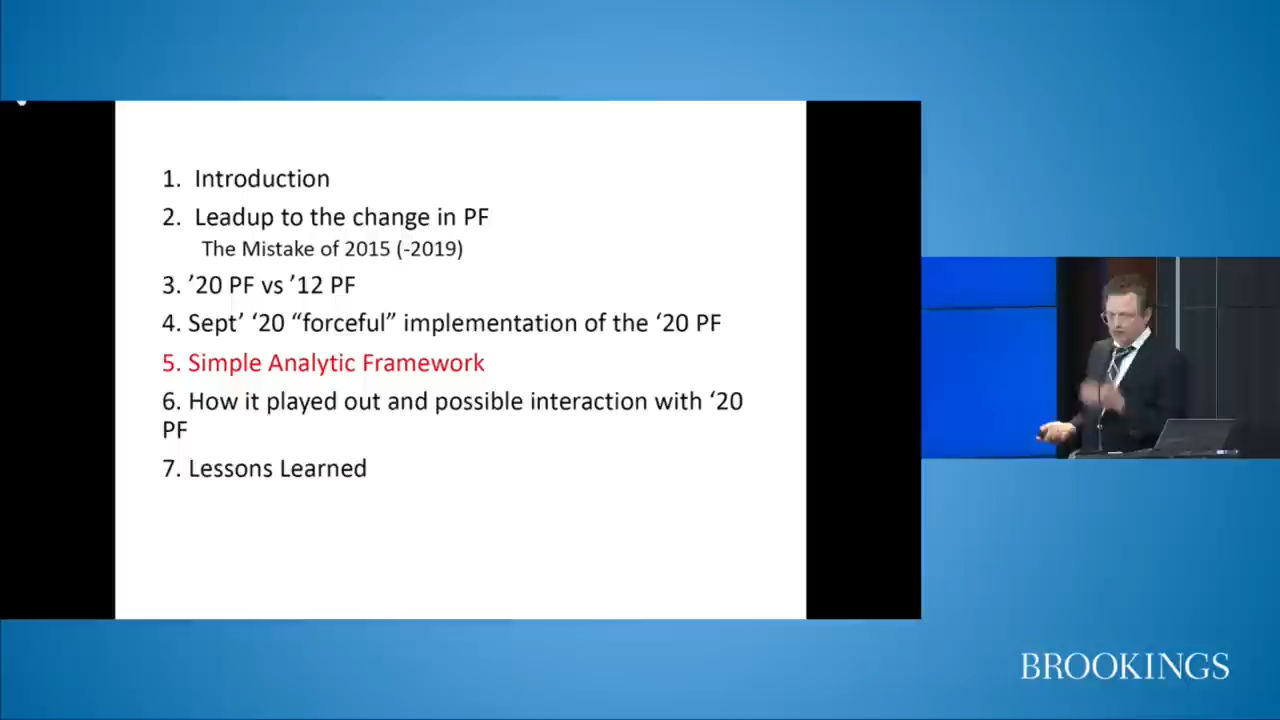 1. Introduction
2. Leadup to the change in PF
The Mistake of 2015 (-2019)
3. ’20 PF vs ’12 PF
4. Sept’ ‘20 “forceful” implementation of the ‘20 PF
5. Simple Analytic Framework
6. How it played out and possible interaction with ‘20
PF
7. Lessons Learned
BROOKINGS